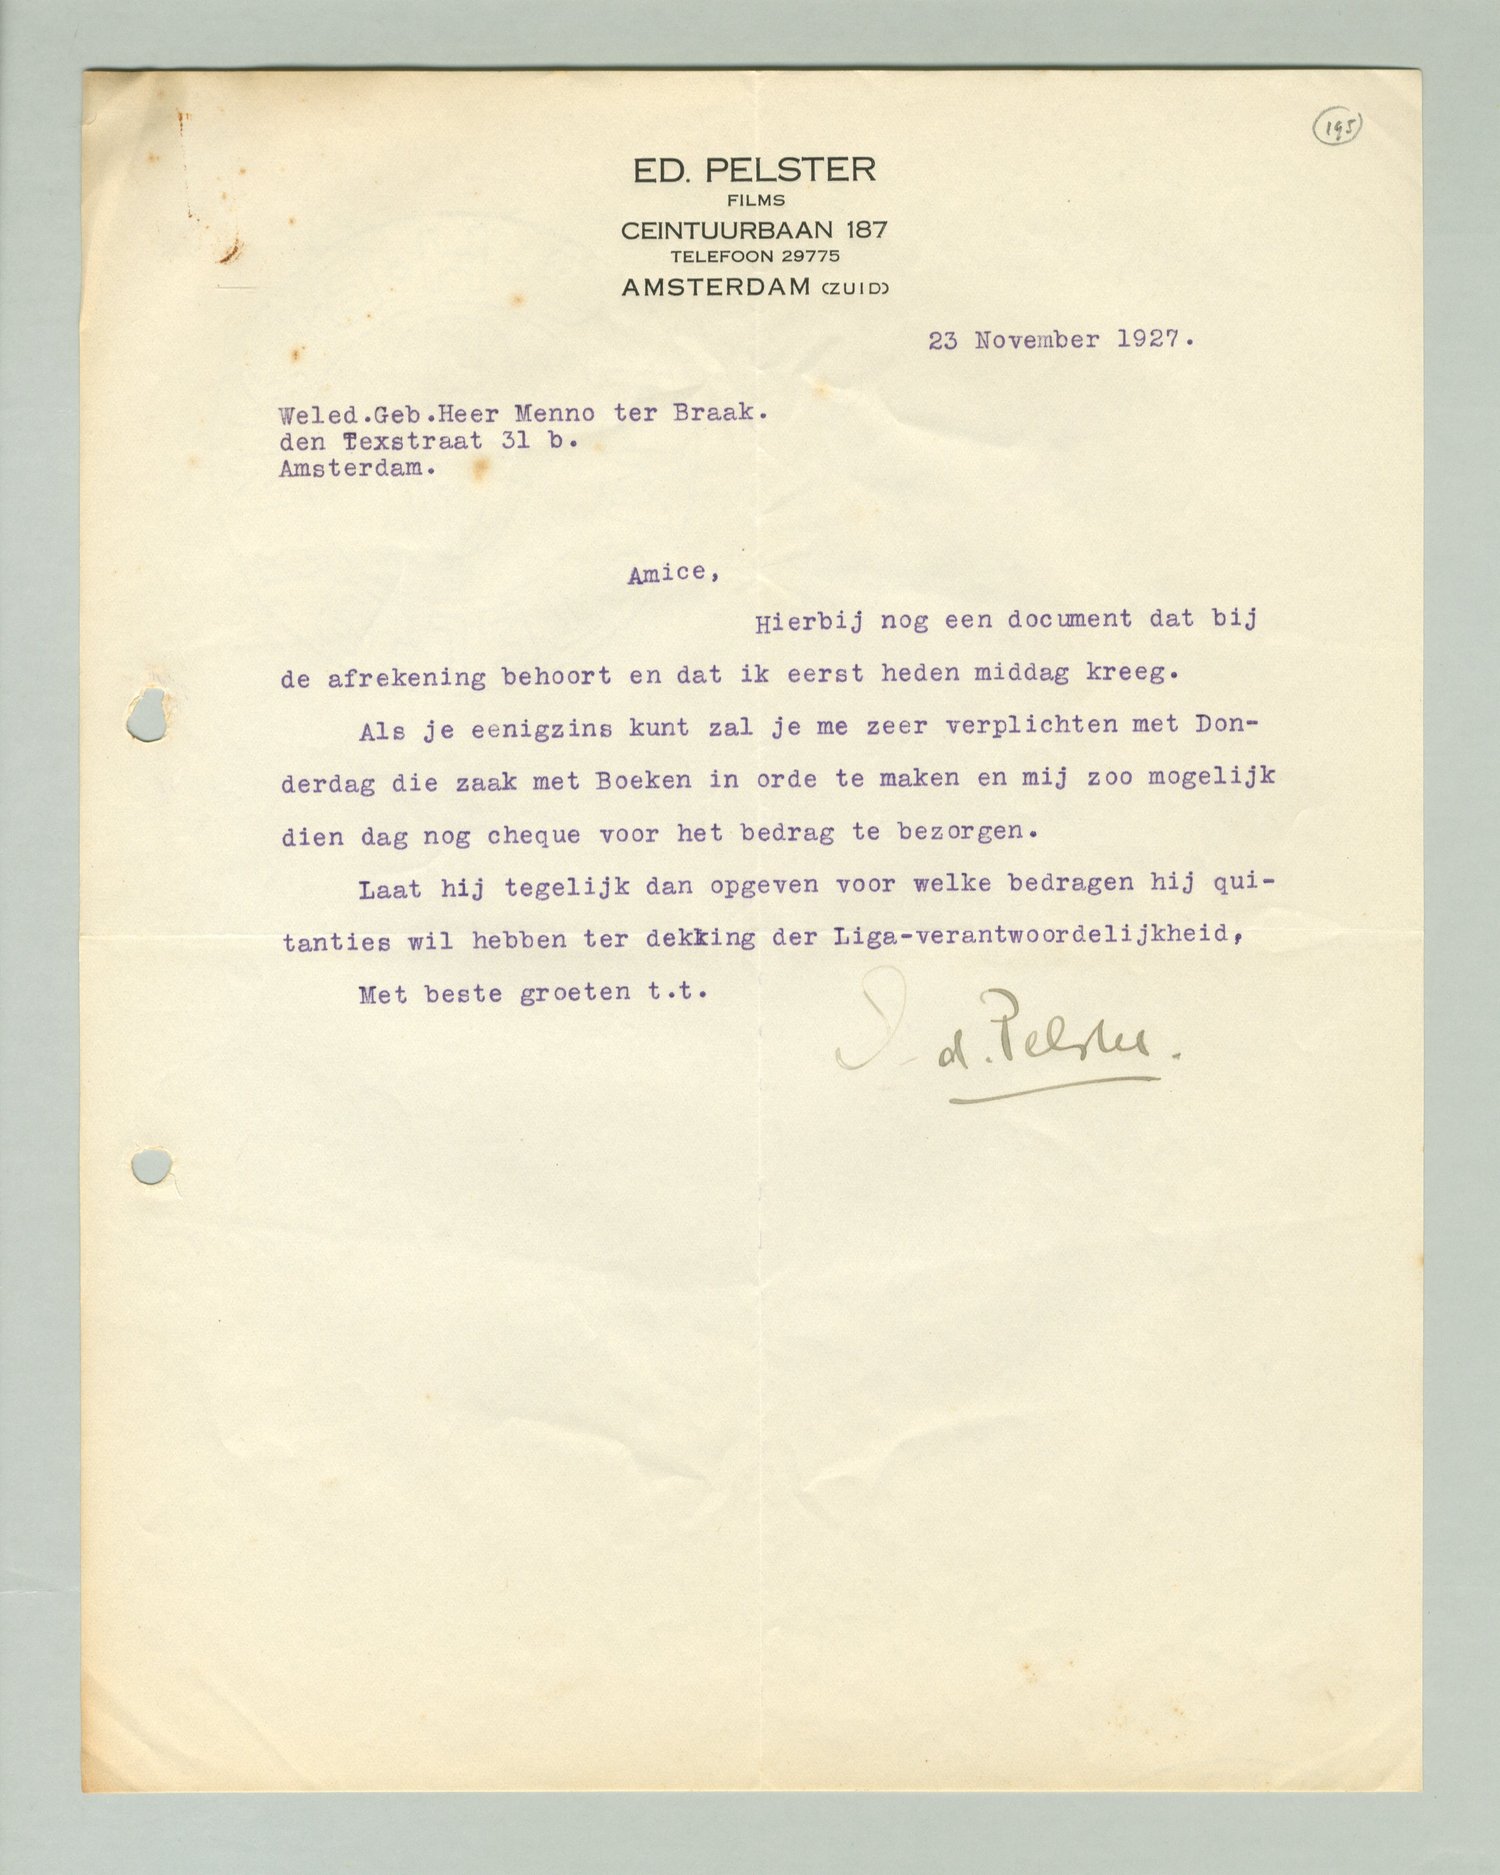 195
ED. PELSTER
FILMS
CEINTUURBAAN 187
TELEFOON 29775
AMSTERDAM (ZUID)
23 November 1927.
Weled.Geb.Heer Menno ter Braak.
den Texstraat 31 b.
Amsterdam.
Amice,
Hierbij nog een document dat bij
de afrekening behoort en dat ik eerst heden middag kreeg.
Als je eenigzins kunt zal je me zeer verplichten met Don-
derdag die zaak met Boeken in orde te maken en mij zoo mogelijk
dien dag nog cheque voor het bedrag te bezorgen.
Laat hij tegelijk dan opgeven voor welke bedragen hij qui-
tanties wil hebben ter dekking der Liga-verantwoordelijkheid,
Met beste groeten t.t.
Ed. Pelster.